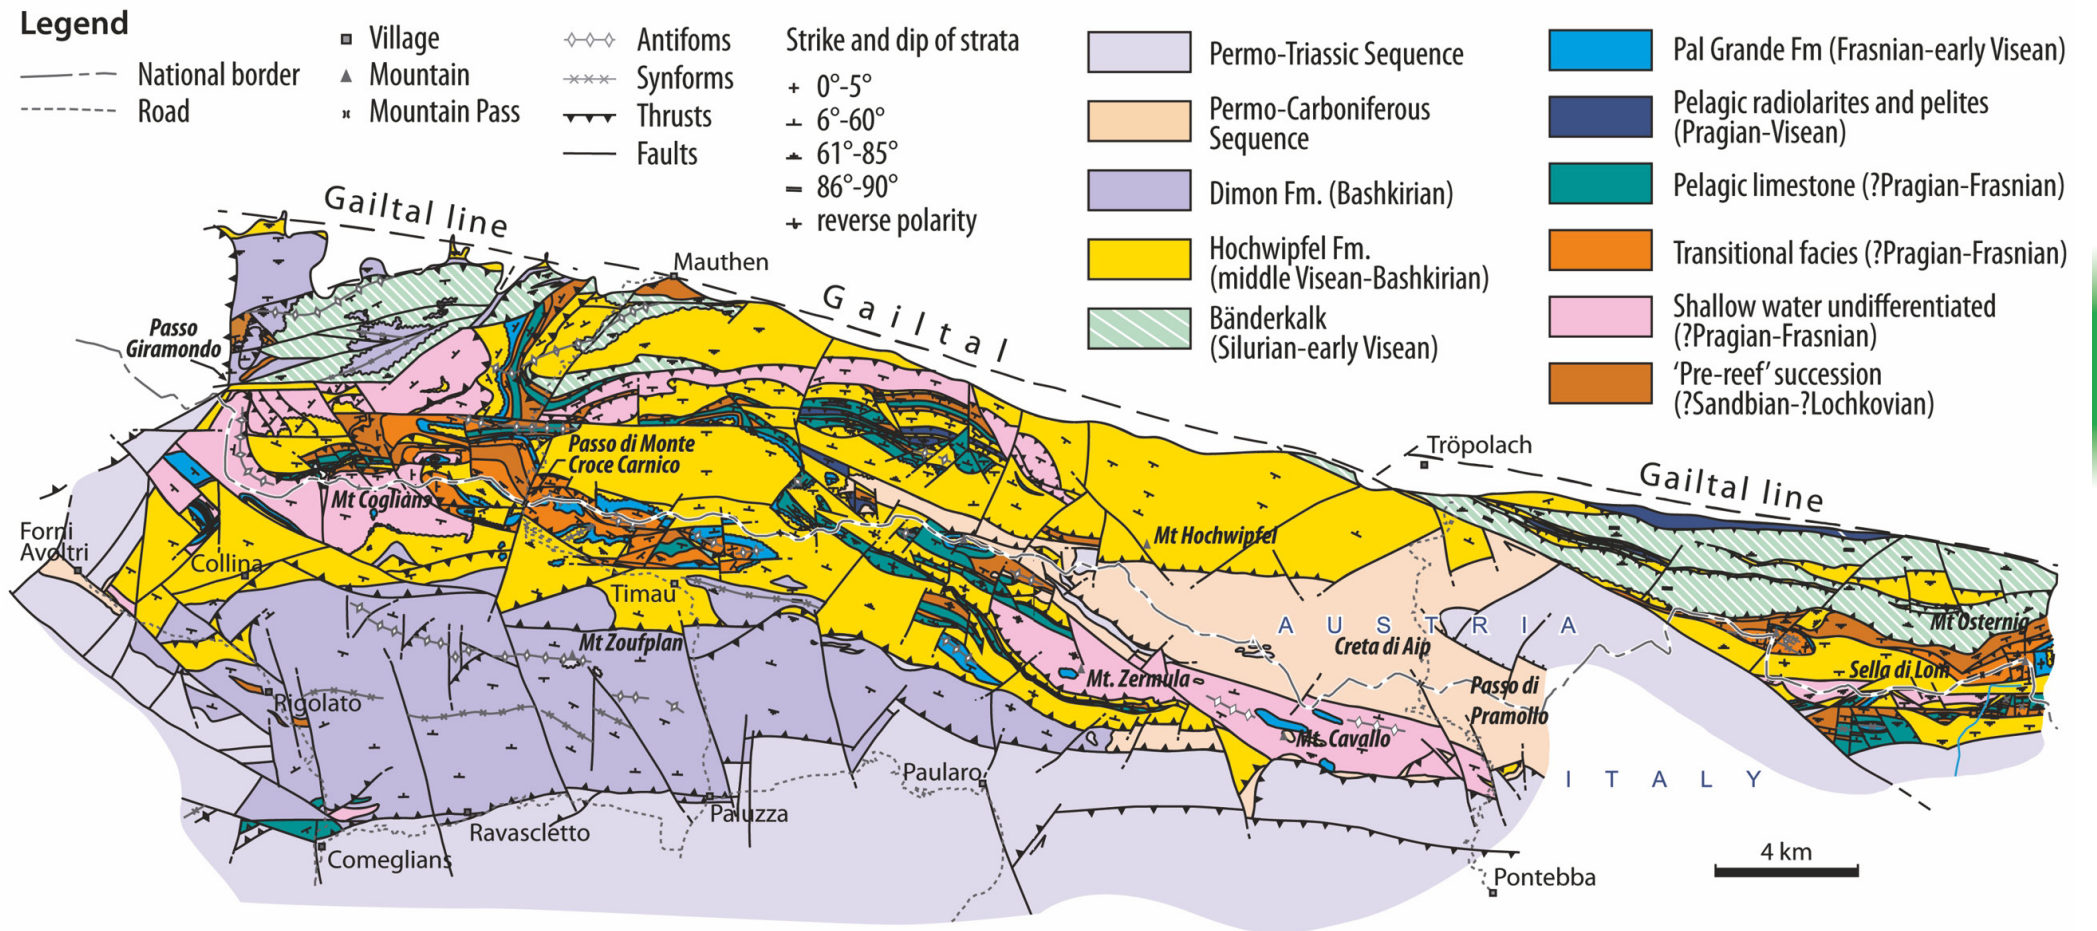 Legend
National border
Road
Village
Mountain
Mountain Pass
Antifoms
Synforms
Thrusts
Faults
Strike and dip of strata
0°-5°
6°-60°
61°-85°
86°-90°
reverse polarity
Permo-Triassic Sequence
Permo-Carboniferous
Sequence
Dimon Fm. (Bashkirian)
Hochwipfel Fm.
(middle Visean-Bashkirian)
Bänderkalk
(Silurian-early Visean)
Pal Grande Fm (Frasnian-early Visean)
Pelagic radiolarites and pelites
(Pragian-Visean)
Pelagic limestone (?Pragian-Frasnian)
Transitional facies (?Pragian-Frasnian)
Shallow water undifferentiated
(?Pragian-Frasnian)
'Pre-reef' succession
(?Sandbian-?Lochkovian)
Gailtal line
Mauthen
Gailtal
Passo
Giramondo
Passo di Monte
Croce Carnico
Tröpolach
Gailtal line
Mt Coglians
Forni
Avoltri
Collina
Mt Hochwipfel
Timau
AUSTRIA
Mt Osternig
Mt Zoufplan
Creta di Aip
Sella di Lom
Mt. Zermula
Passo di
Pramollo
Rigolato
Mt. Cavallo
Paularo
ITALY
Paluzza
Ravascletto
Comeglians
4 km
Pontebba